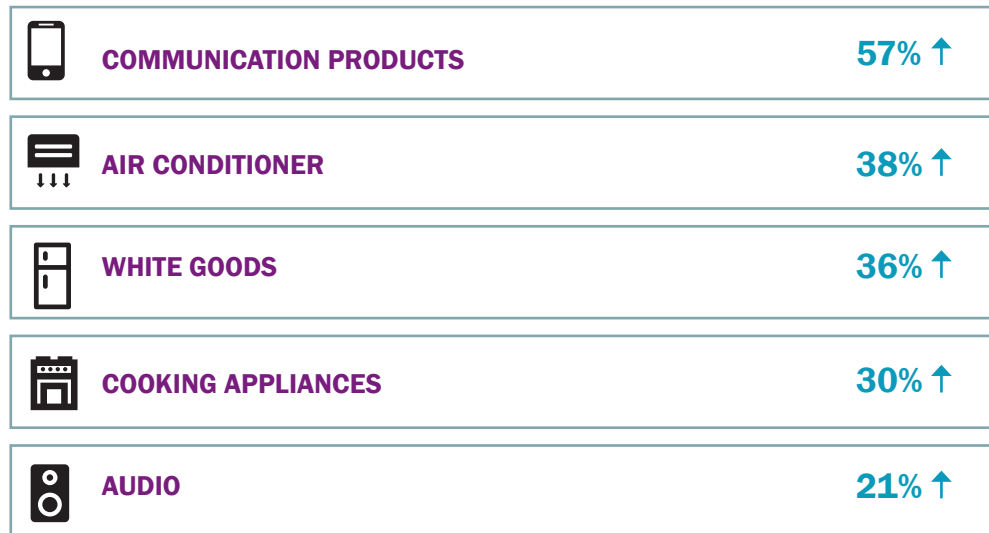 COMMUNICATION PRODUCTS 57% ↑
AIR CONDITIONER 38% ↑
WHITE GOODS 36% ↑
COOKING APPLIANCES 30% ↑
AUDIO 21% ↑